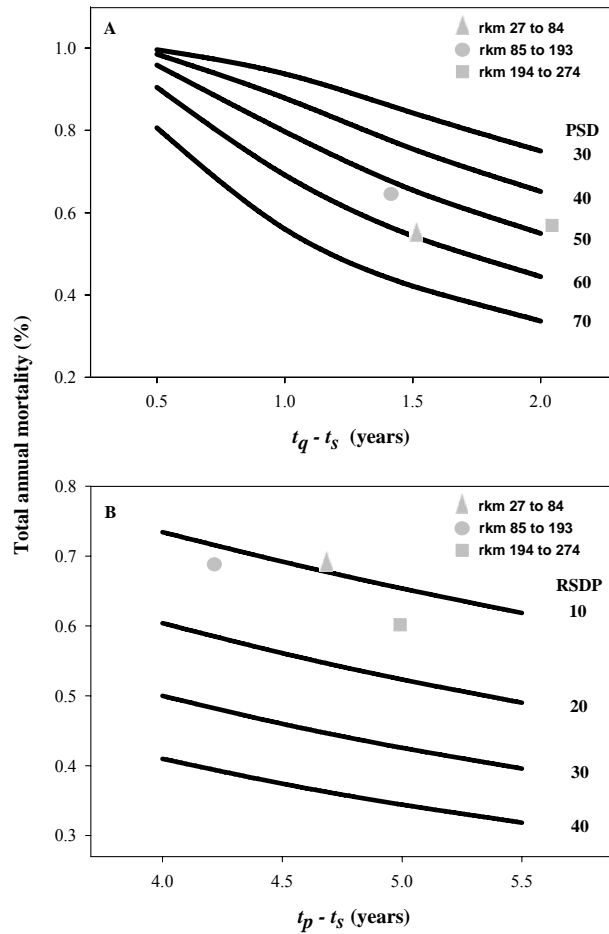 A
rkm 27 to 84
rkm 85 to 193
rkm 194 to 274
1.0
0.8
0.6
0.4
0.2
PSD
30
40
50
60
70
0.5 1.0 1.5 2.0
t_q - t_s (years)
Total annual mortality (%)
B
rkm 27 to 84
rkm 85 to 193
rkm 194 to 274
0.8
0.7
0.6
0.5
0.4
0.3
RSDP
10
20
30
40
4.0 4.5 5.0 5.5
t_p - t_s (years)